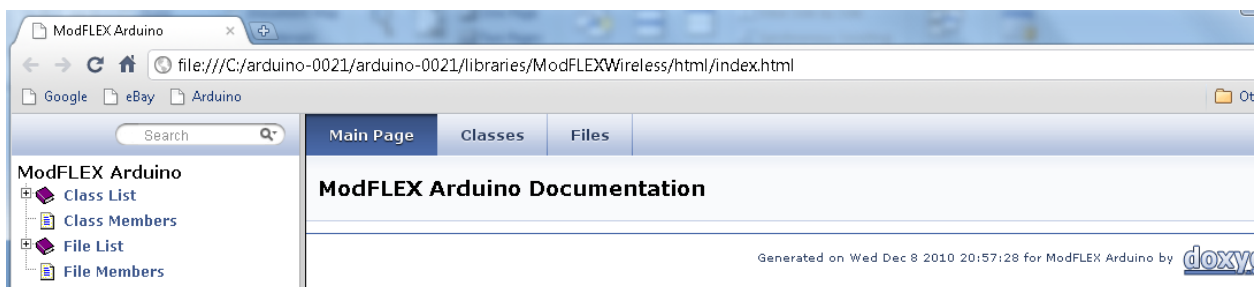 ModFLEX Arduino
file:///C:/arduino-0021/arduino-0021/libraries/ModFLEXWireless/html/index.html
Google eBay Arduino
Search
Main Page Classes Files
ModFLEX Arduino
Class List
Class Members
File List
File Members
ModFLEX Arduino Documentation
Generated on Wed Dec 8 2010 20:57:28 for ModFLEX Arduino by